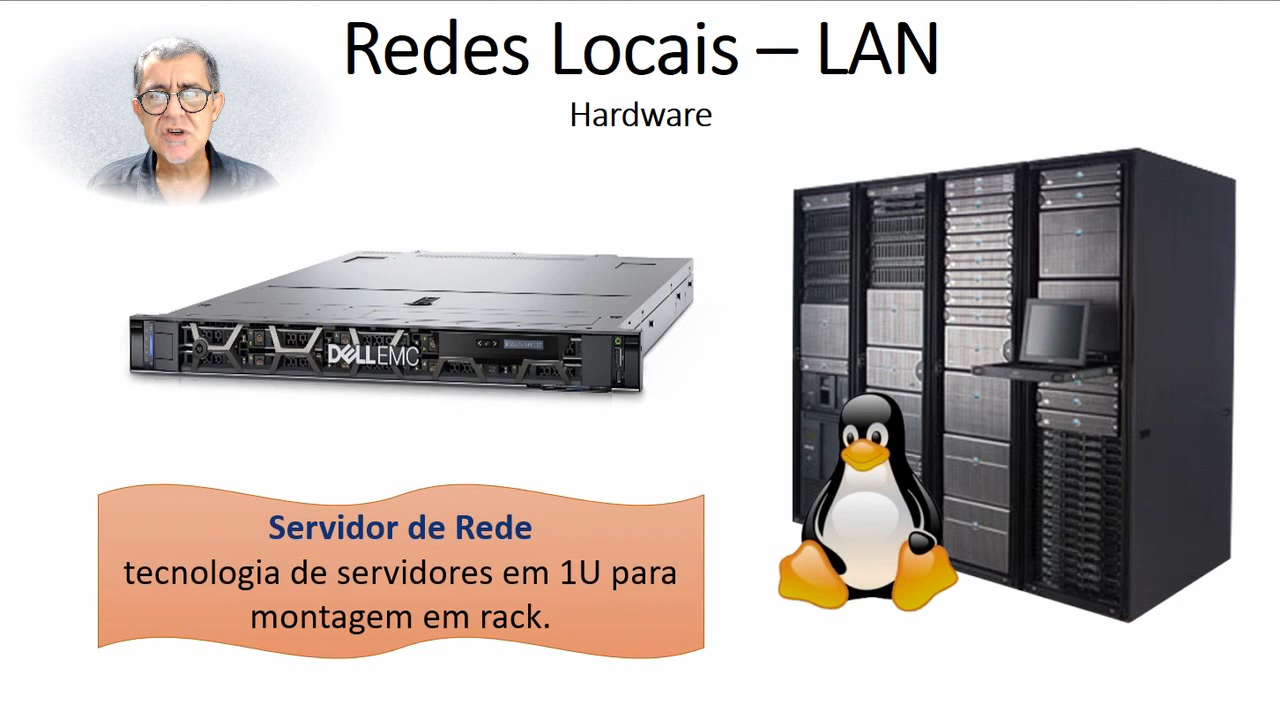 Redes Locais – LAN
Hardware
DELLEMC
Servidor de Rede
tecnologia de servidores em 1U para
montagem em rack.